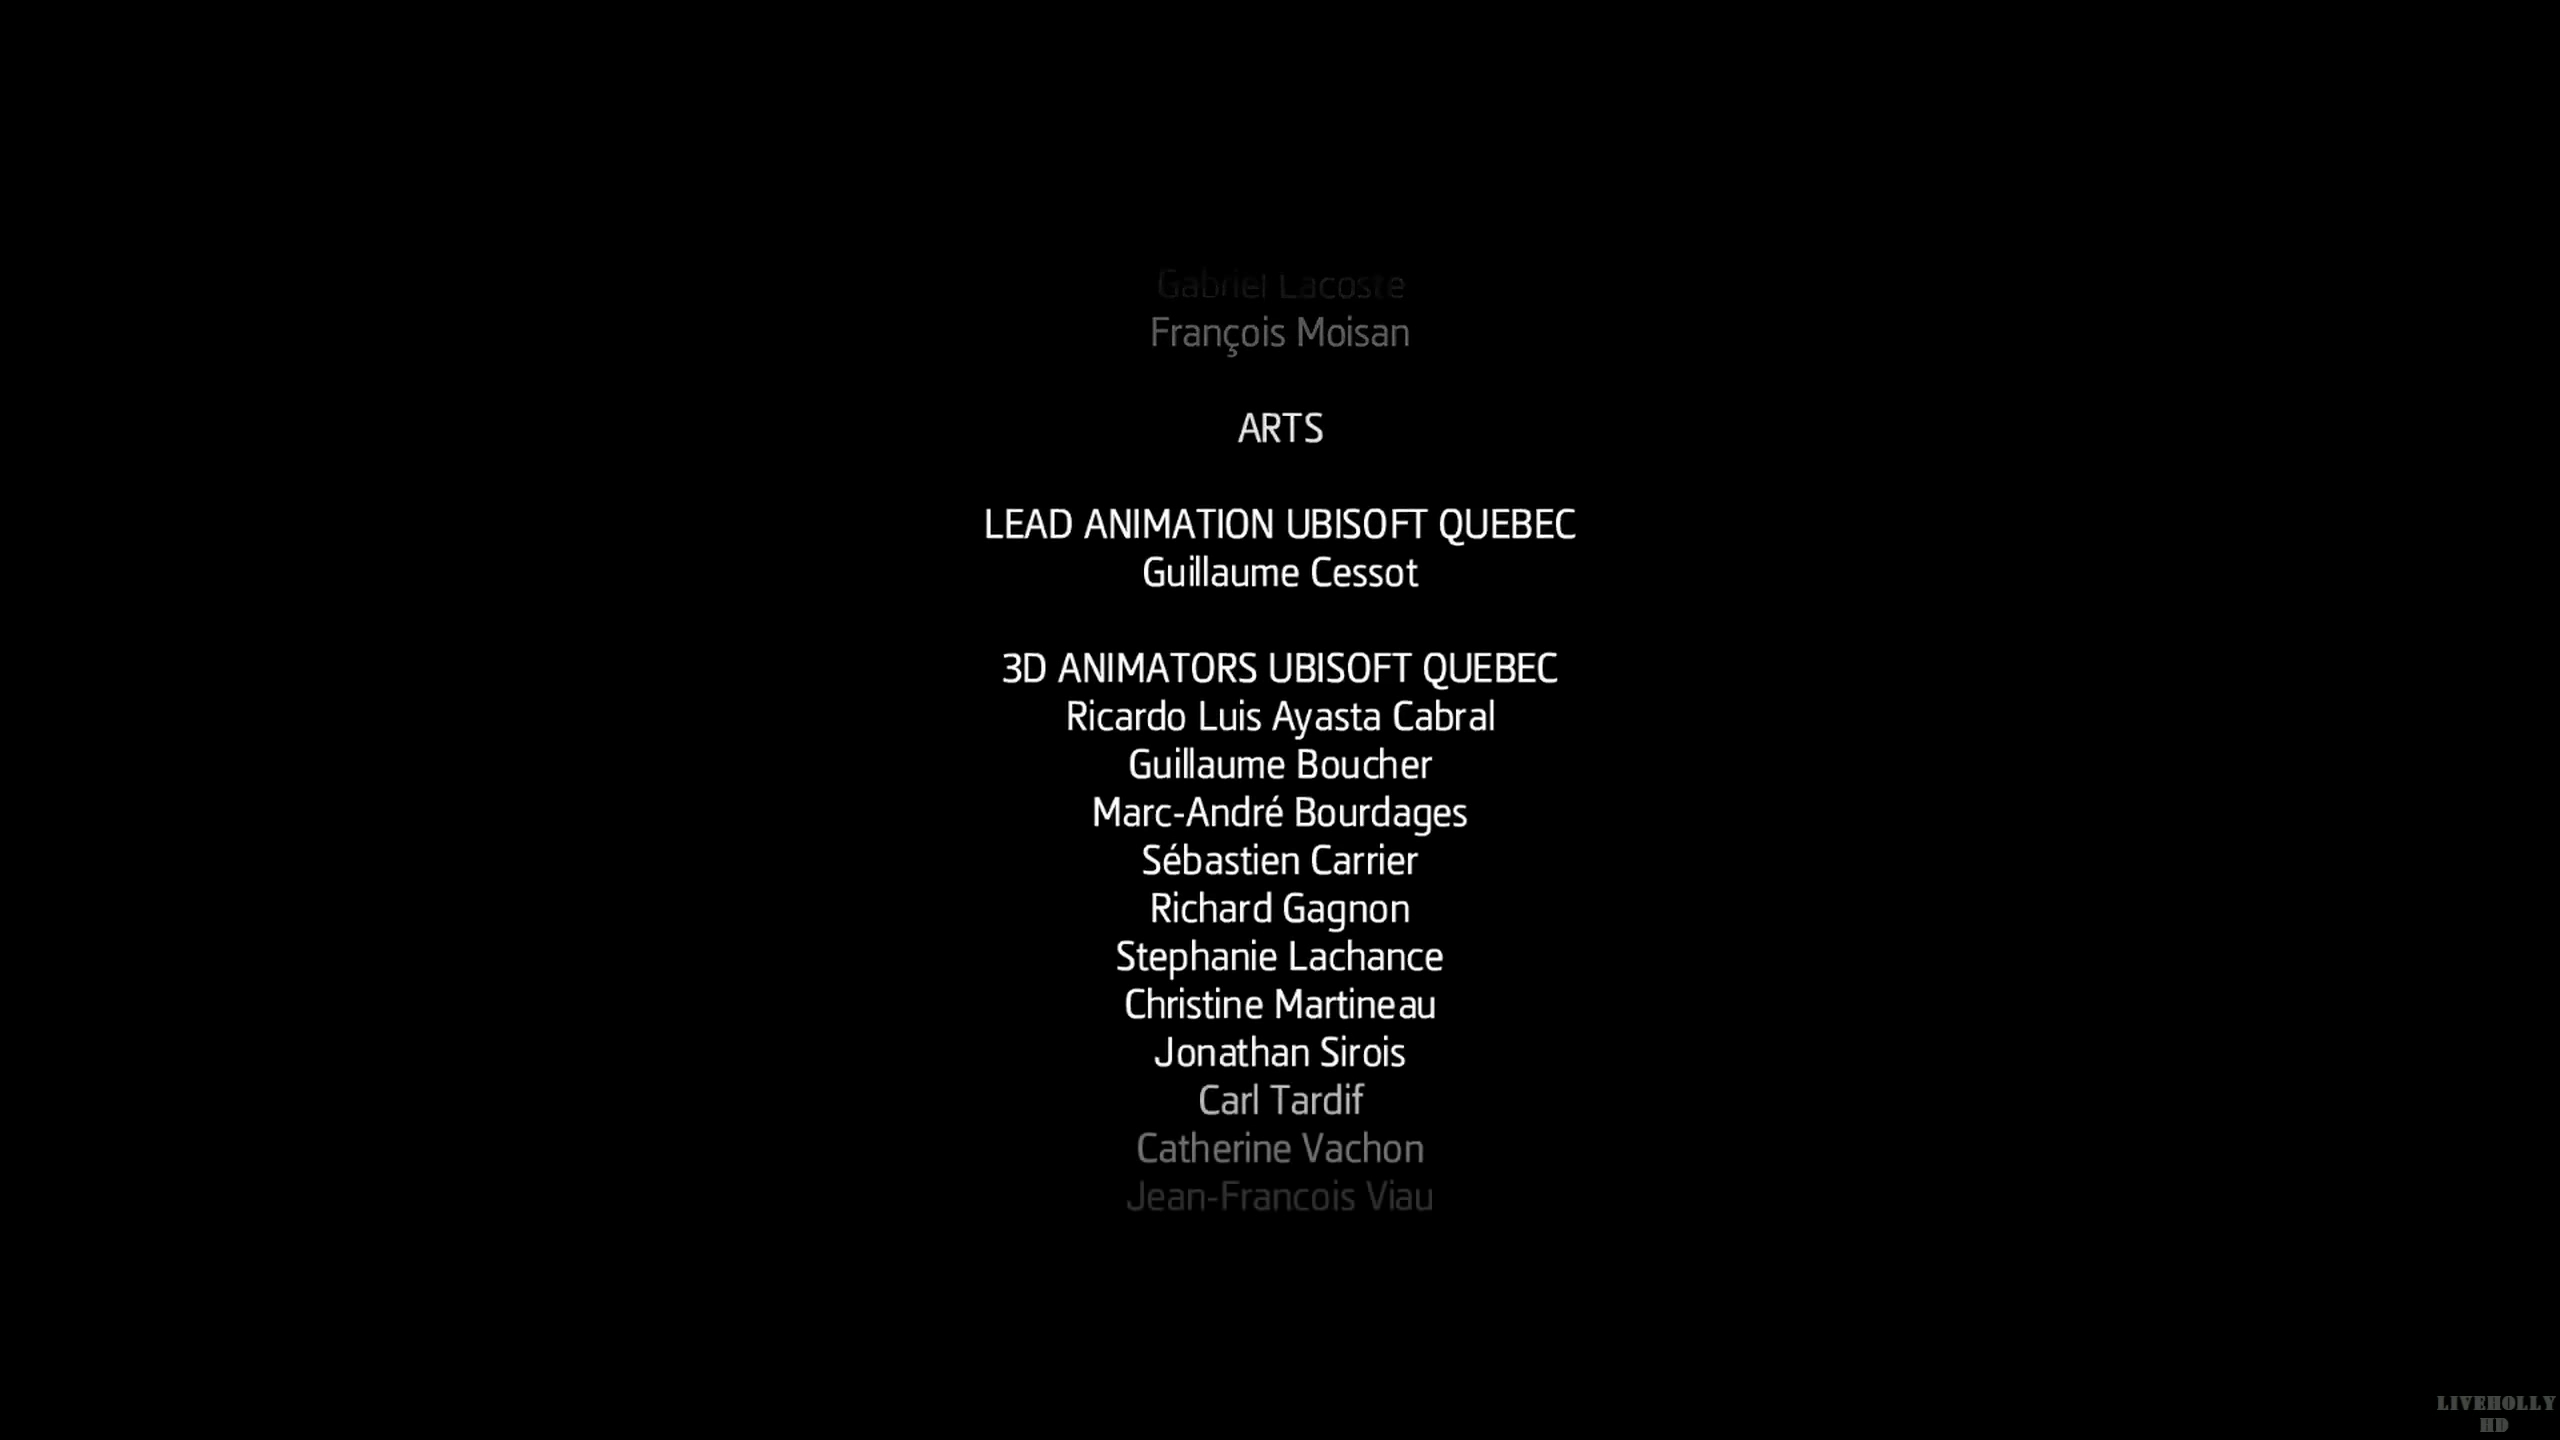 Gabriel Lacoste
François Moisan
ARTS
LEAD ANIMATION UBISOFT QUEBEC
Guillaume Cessot
3D ANIMATORS UBISOFT QUEBEC
Ricardo Luis Ayasta Cabral
Guillaume Boucher
Marc-André Bourdages
Sébastien Carrier
Richard Gagnon
Stephanie Lachance
Christine Martineau
Jonathan Sirois
Carl Tardif
Catherine Vachon
Jean-Francois Viau
LIVEHOLLY
HD